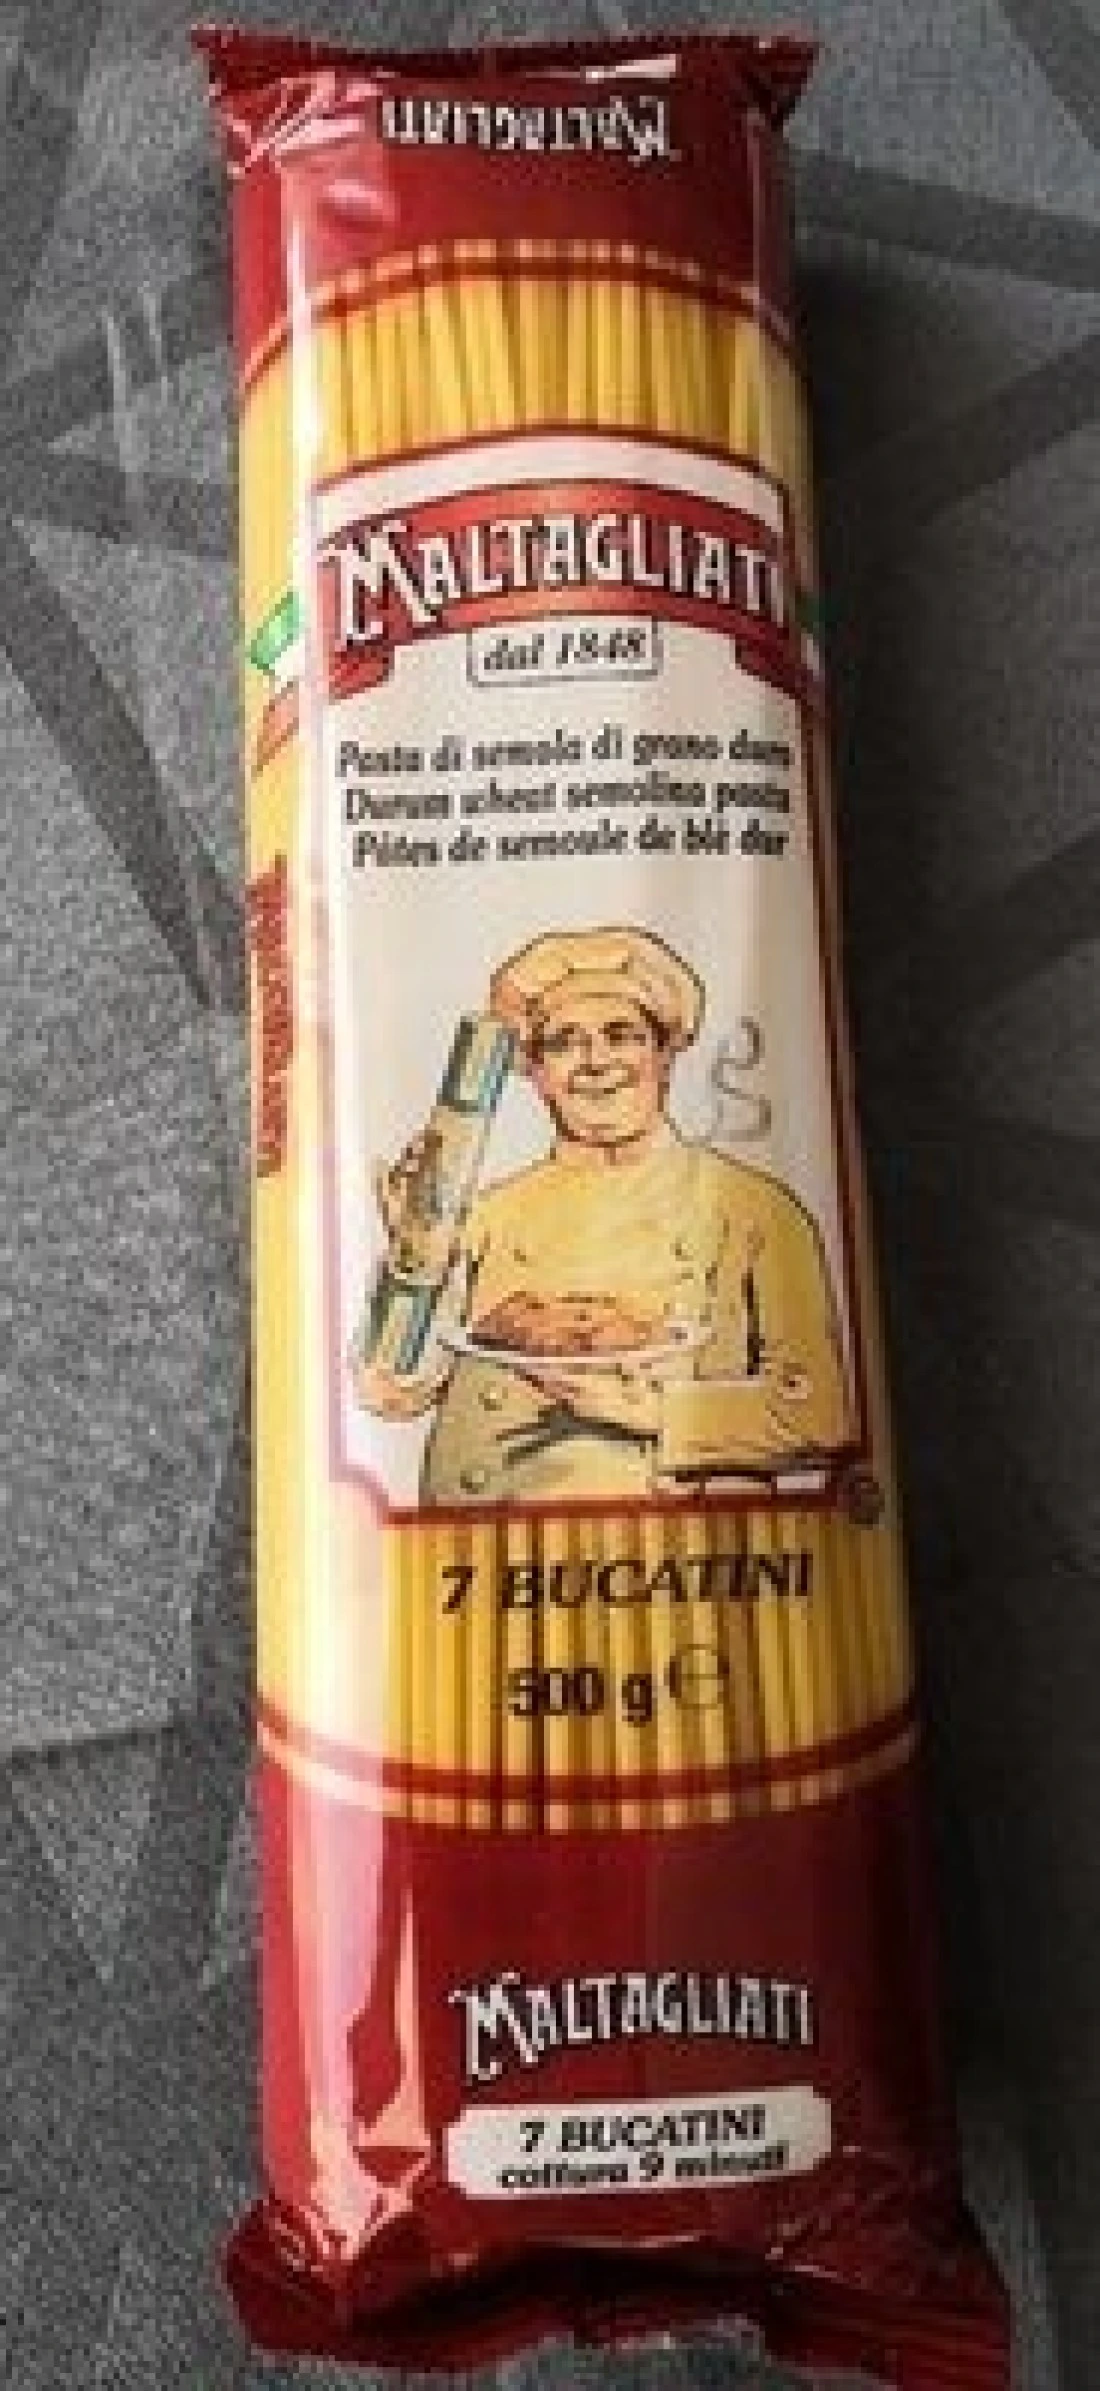 MALTAGLIATI
MALTAGLIATI
dal 1848
Pasta di semola di grano duro
Durum wheat semolina pasta
Pâtes de semoule de blé dur
7 BUCATINI
500 g ℮
MALTAGLIATI
7 BUCATINI
cottura 9 minuti